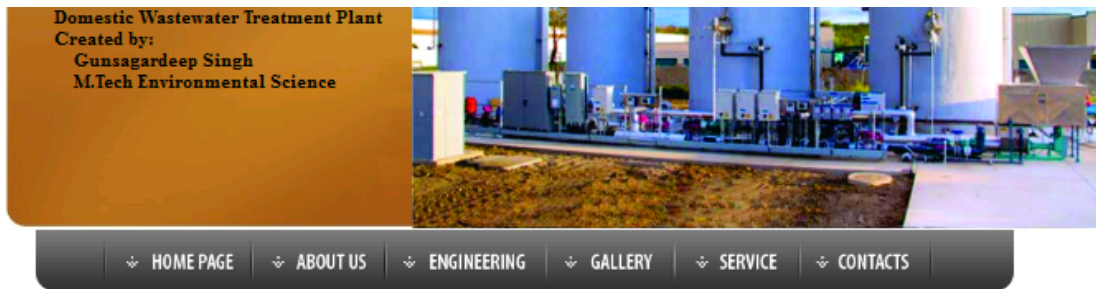 Domestic Wastewater Treatment Plant
Created by:
Gunsagardeep Singh
M.Tech Environmental Science
HOME PAGE ABOUT US ENGINEERING GALLERY SERVICE CONTACTS